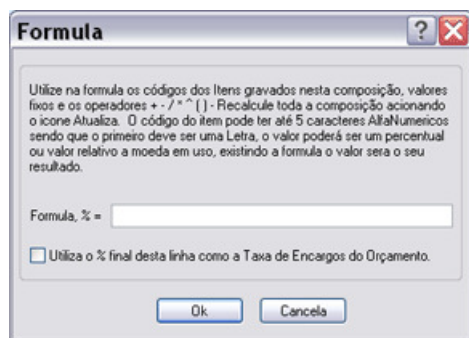 Formula
Utilize na formula os códigos dos Itens gravados nesta composição, valores
fixos e os operadores + - / * ^ ( ) - Recalcule toda a composição acionando
o icone Atualiza. O código do item pode ter até 5 caracteres AlfaNumericos
sendo que o primeiro deve ser uma Letra, o valor poderá ser um percentual
ou valor relativo a moeda em uso, existindo a formula o valor sera o seu
resultado.
Formula, % =
Utiliza o % final desta linha como a Taxa de Encargos do Orçamento.
Ok Cancela